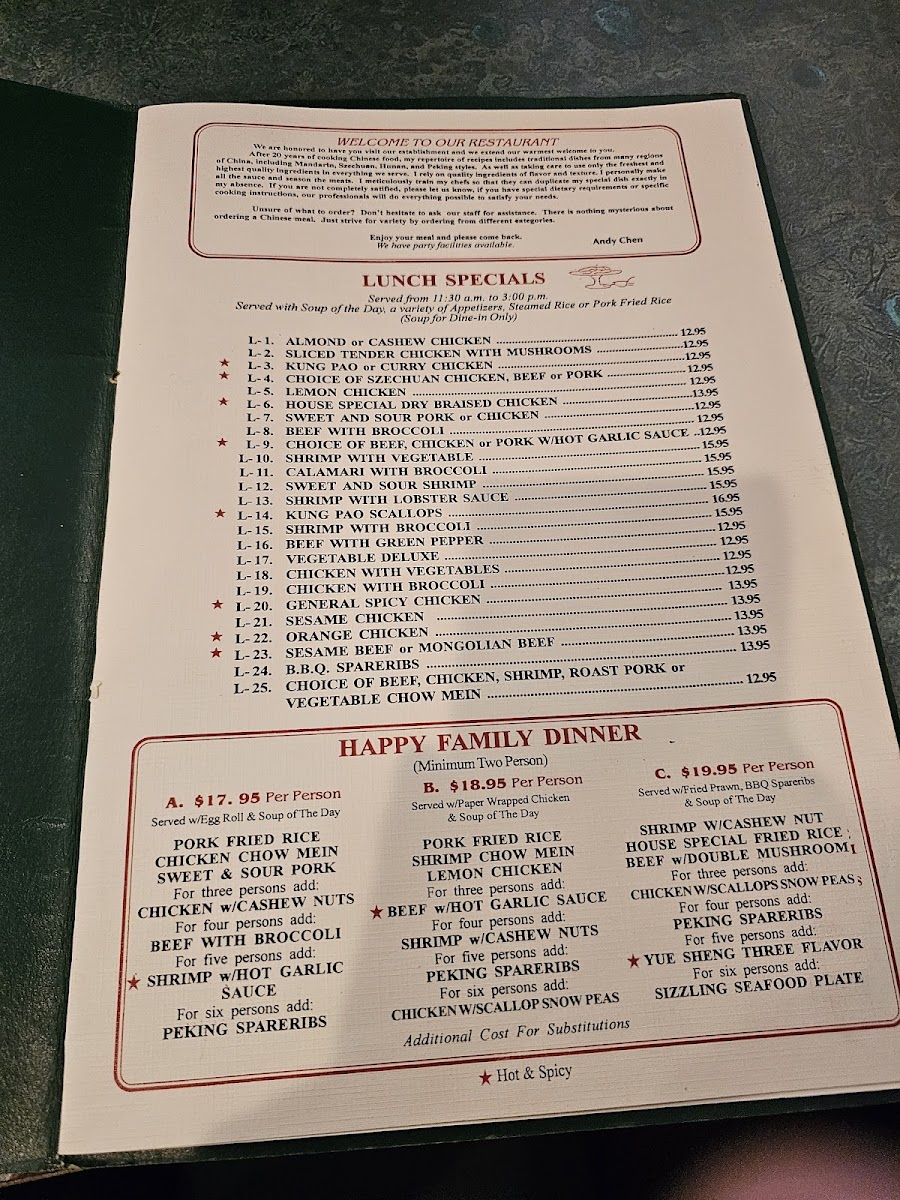 WELCOME TO OUR RESTAURANT
We are honored to have you visit our establishment and we extend our warmest welcome to you.
After 20 years of cooking Chinese food, my repertoire of recipes includes traditional dishes from many regions
of China, including Mandarin, Szechuan, Hunan, and Peking styles. As well as taking care to use only the freshest and
highest quality ingredients in everything we serve. I rely on quality ingredients of flavor and texture. I personally make
all the sauce and season the meats. I meticulously train my chefs so that they can duplicate my special dish exactly in
my absence. If you are not completely satified, please let us know, if you have special dietary requirements or specific
cooking instructions, our professionals will do everything possible to satisfy your needs.
Unsure of what to order? Don't hesitate to ask our staff for assistance. There is nothing mysterious about
ordering a Chinese meal. Just strive for variety by ordering from different categories.
Enjoy your meal and please come back.
We have party facilities available.
Andy Chen
LUNCH SPECIALS
Served from 11:30 a.m. to 3:00 p.m.
Served with Soup of the Day, a variety of Appetizers, Steamed Rice or Pork Fried Rice
(Soup for Dine-in Only)
L-1. ALMOND or CASHEW CHICKEN 12.95
L-2. SLICED TENDER CHICKEN WITH MUSHROOMS 12.95
★ L-3. KUNG PAO or CURRY CHICKEN 12.95
★ L-4. CHOICE OF SZECHUAN CHICKEN, BEEF or PORK 12.95
L-5. LEMON CHICKEN 12.95
★ L-6. HOUSE SPECIAL DRY BRAISED CHICKEN 13.95
L-7. SWEET AND SOUR PORK or CHICKEN 12.95
L-8. BEEF WITH BROCCOLI 12.95
★ L-9. CHOICE OF BEEF, CHICKEN or PORK W/HOT GARLIC SAUCE 12.95
L-10. SHRIMP WITH VEGETABLE 15.95
L-11. CALAMARI WITH BROCCOLI 15.95
L-12. SWEET AND SOUR SHRIMP 15.95
L-13. SHRIMP WITH LOBSTER SAUCE 15.95
★ L-14. KUNG PAO SCALLOPS 16.95
L-15. SHRIMP WITH BROCCOLI 15.95
L-16. BEEF WITH GREEN PEPPER 12.95
L-17. VEGETABLE DELUXE 12.95
L-18. CHICKEN WITH VEGETABLES 12.95
L-19. CHICKEN WITH BROCCOLI 12.95
★ L-20. GENERAL SPICY CHICKEN 13.95
L-21. SESAME CHICKEN 13.95
★ L-22. ORANGE CHICKEN 13.95
★ L-23. SESAME BEEF or MONGOLIAN BEEF 13.95
L-24. B.B.Q. SPARERIBS 13.95
L-25. CHOICE OF BEEF, CHICKEN, SHRIMP, ROAST PORK or
VEGETABLE CHOW MEIN 12.95
HAPPY FAMILY DINNER
(Minimum Two Person)
A. $17. 95 Per Person
Served w/Egg Roll & Soup of The Day
PORK FRIED RICE
CHICKEN CHOW MEIN
SWEET & SOUR PORK
For three persons add:
CHICKEN w/CASHEW NUTS
For four persons add:
BEEF WITH BROCCOLI
For five persons add:
★ SHRIMP w/HOT GARLIC
SAUCE
For six persons add:
PEKING SPARERIBS
B. $18.95 Per Person
Served w/Paper Wrapped Chicken
& Soup of The Day
PORK FRIED RICE
SHRIMP CHOW MEIN
LEMON CHICKEN
For three persons add:
★ BEEF w/HOT GARLIC SAUCE
For four persons add:
SHRIMP w/CASHEW NUTS
For five persons add:
PEKING SPARERIBS
For six persons add:
CHICKEN W/SCALLOP SNOW PEAS
C. $19.95 Per Person
Served w/Fried Prawn, BBQ Spareribs
& Soup of The Day
SHRIMP W/CASHEW NUT
HOUSE SPECIAL FRIED RICE
BEEF w/DOUBLE MUSHROOM
For three persons add:
CHICKEN W/SCALLOPS SNOW PEAS
For four persons add:
PEKING SPARERIBS
For five persons add:
★ YUE SHENG THREE FLAVOR
For six persons add:
SIZZLING SEAFOOD PLATE
Additional Cost For Substitutions
★ Hot & Spicy